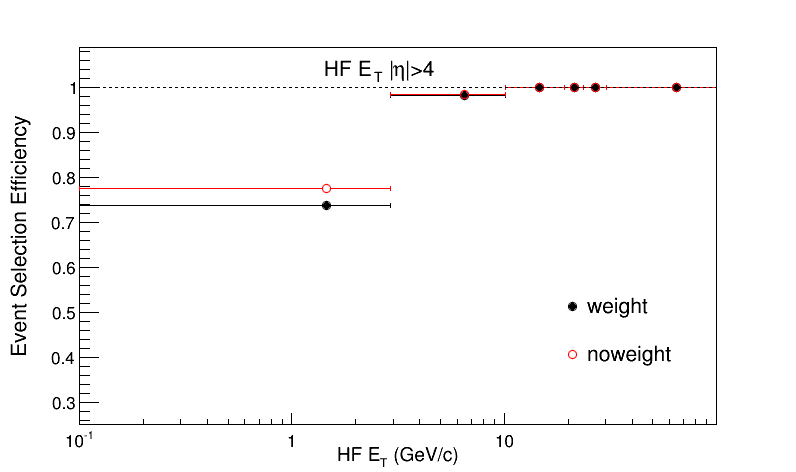 HF E_T |η|>4
Event Selection Efficiency
1
0.9
0.8
0.7
0.6
0.5
0.4
0.3
weight
noweight
10^-1
1
10
HF E_T (GeV/c)